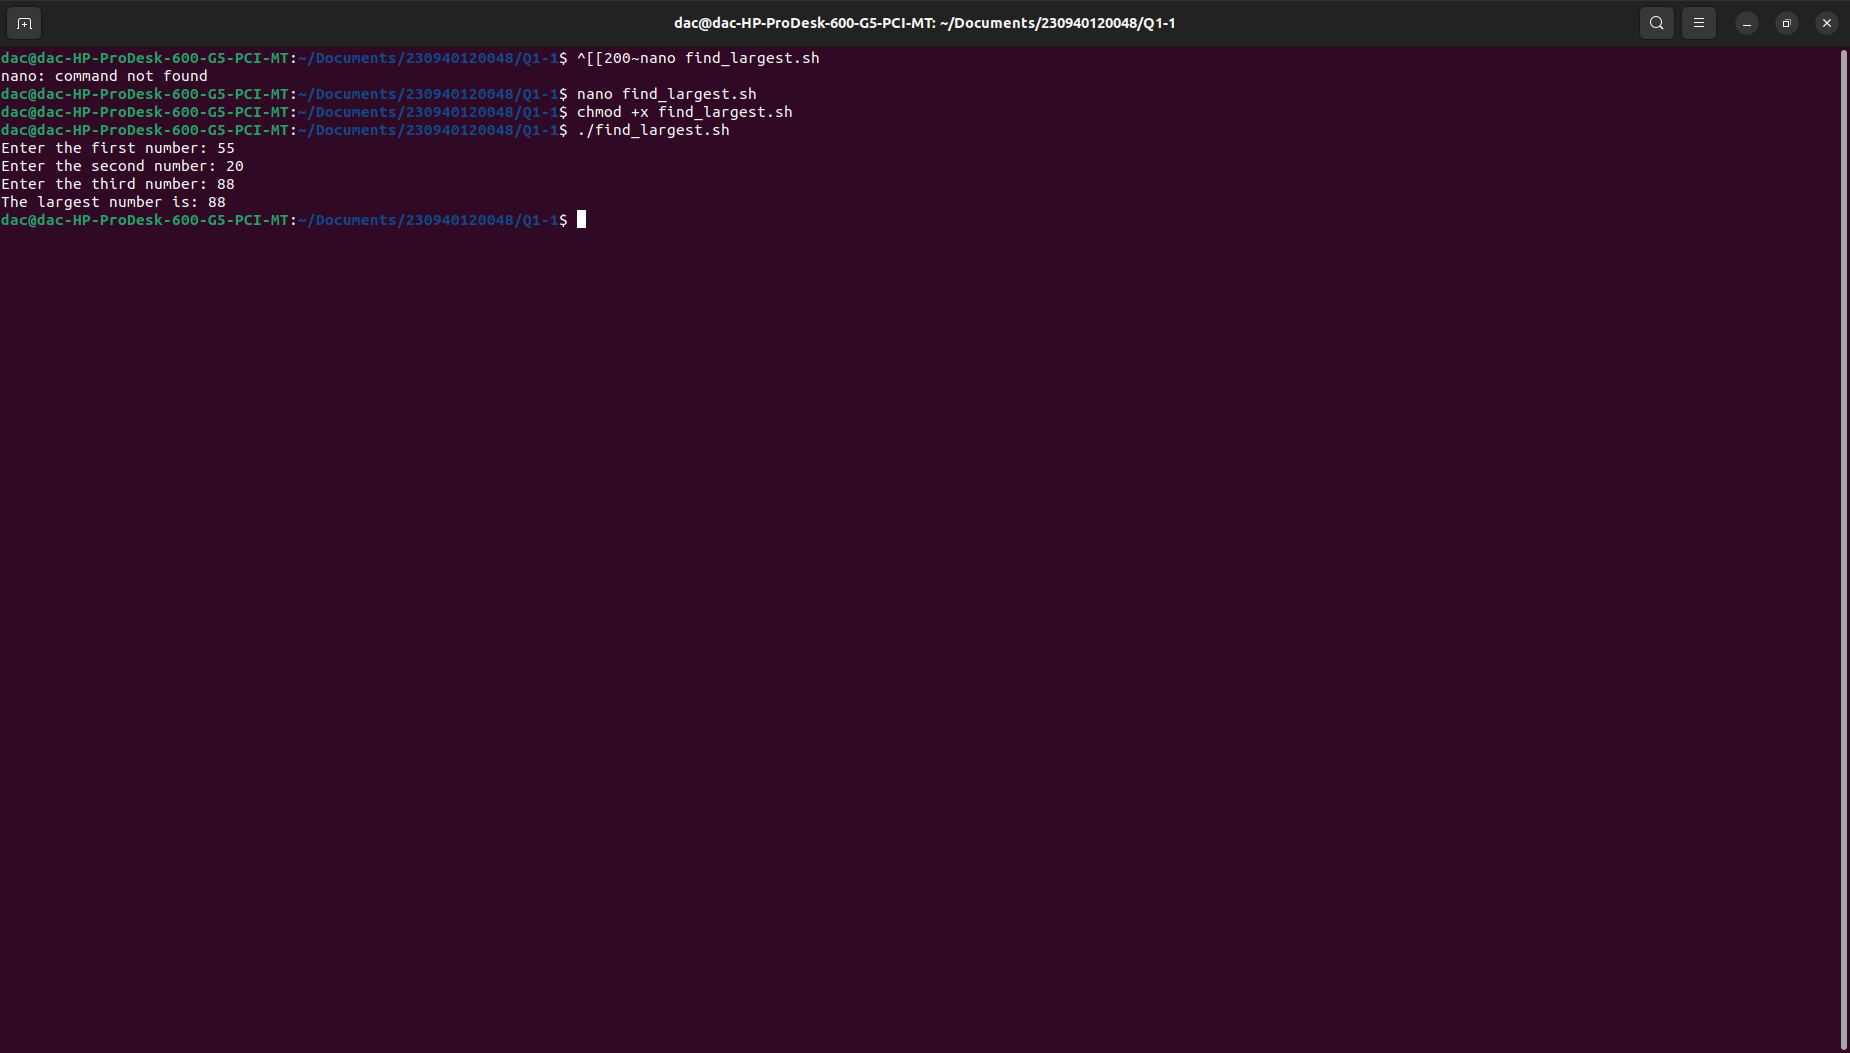 dac@dac-HP-ProDesk-600-G5-PCI-MT: ~/Documents/230940120048/Q1-1
dac@dac-HP-ProDesk-600-G5-PCI-MT:~/Documents/230940120048/Q1-1$ ^[[200~nano find_largest.sh
nano: command not found
dac@dac-HP-ProDesk-600-G5-PCI-MT:~/Documents/230940120048/Q1-1$ nano find_largest.sh
dac@dac-HP-ProDesk-600-G5-PCI-MT:~/Documents/230940120048/Q1-1$ chmod +x find_largest.sh
dac@dac-HP-ProDesk-600-G5-PCI-MT:~/Documents/230940120048/Q1-1$ ./find_largest.sh
Enter the first number: 55
Enter the second number: 20
Enter the third number: 88
The largest number is: 88
dac@dac-HP-ProDesk-600-G5-PCI-MT:~/Documents/230940120048/Q1-1$